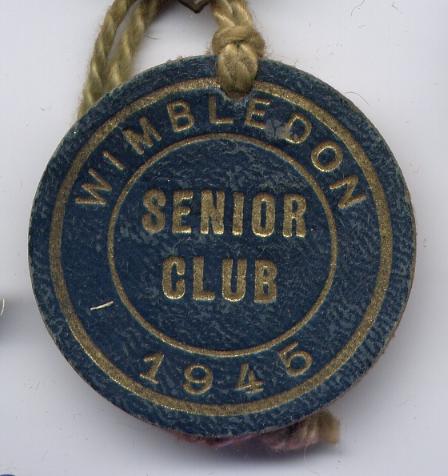 WIMBLEDON
SENIOR
CLUB
1945